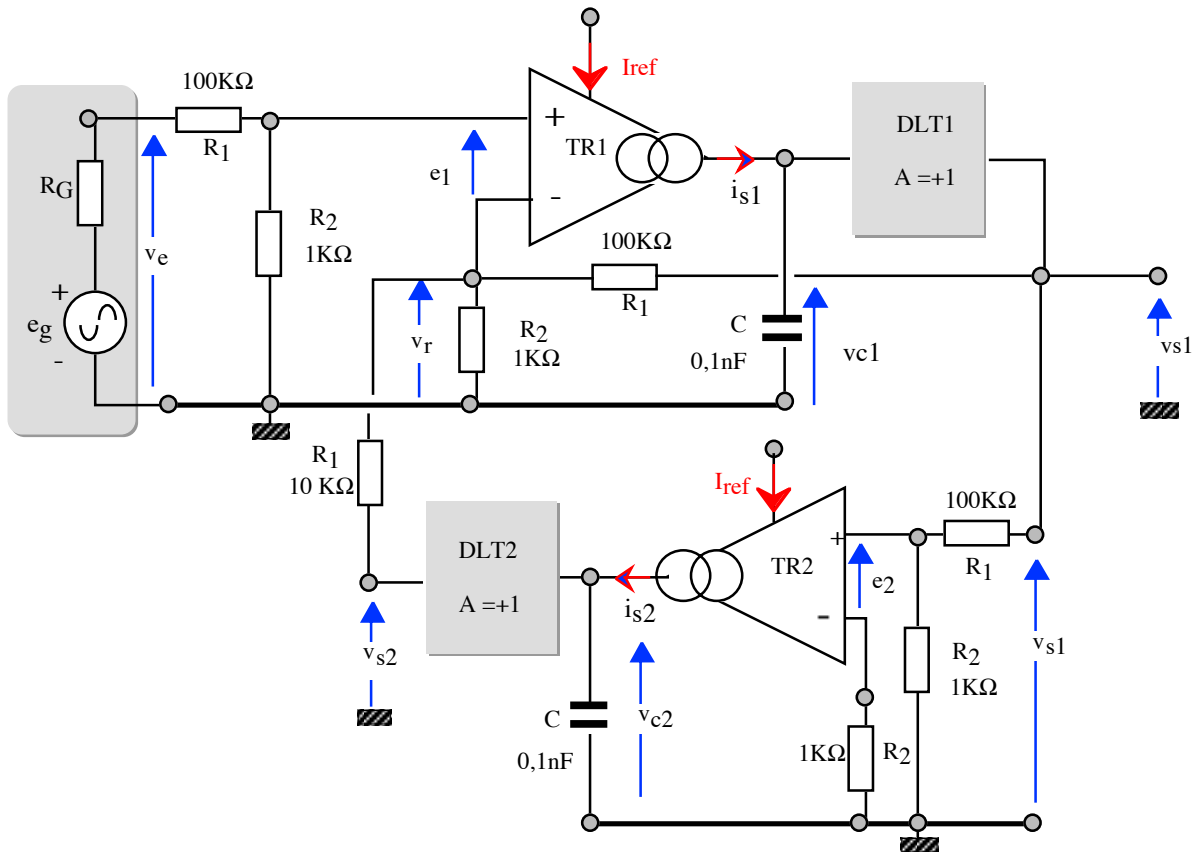 Iref
100KΩ
R1
+
TR1
-
DLT1
A =+1
e1
is1
RG
R2
1KΩ
ve
100KΩ
R1
+
eg
-
vr
R2
1KΩ
C
0,1nF
vc1
vs1
R1
10 KΩ
Iref
100KΩ
R1
+
TR2
e2
-
DLT2
A =+1
is2
vs2
vc2
C
0,1nF
1KΩ
R2
R2
1KΩ
vs1